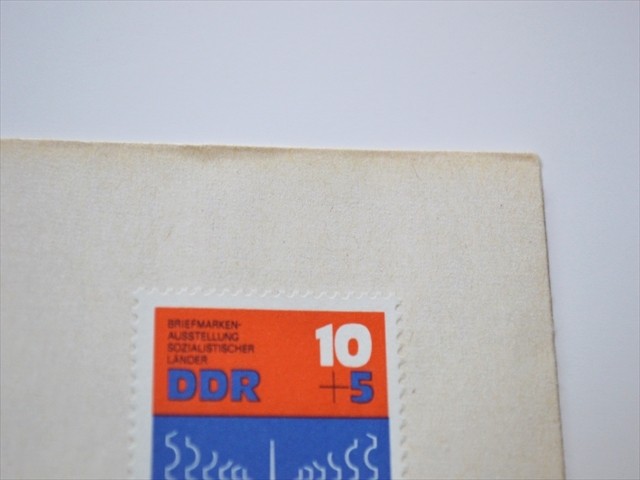 BRIEFMARKEN-
AUSSTELLUNG
SOZIALISTISCHER
LÄNDER
DDR
10
+5